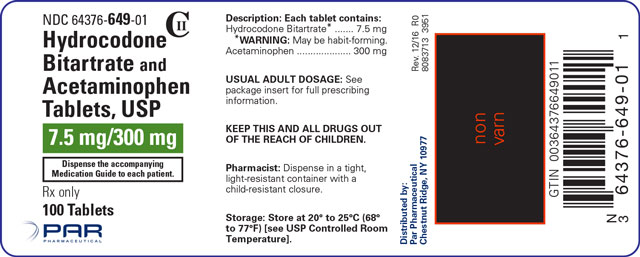 NDC 64376-649-01
CII
Hydrocodone
Bitartrate and
Acetaminophen
Tablets, USP
7.5 mg/300 mg
Dispense the accompanying
Medication Guide to each patient.
Rx only
100 Tablets
PAR
PHARMACEUTICAL
Description: Each tablet contains:
Hydrocodone Bitartrate* ....... 7.5 mg
*WARNING: May be habit-forming.
Acetaminophen .................... 300 mg
USUAL ADULT DOSAGE: See
package insert for full prescribing
information.
KEEP THIS AND ALL DRUGS OUT
OF THE REACH OF CHILDREN.
Pharmacist: Dispense in a tight,
light-resistant container with a
child-resistant closure.
Storage: Store at 20° to 25°C (68°
to 77°F) [see USP Controlled Room
Temperature].
Rev. 12/16 R0
8083713 3951
Distributed by:
Par Pharmaceutical
Chestnut Ridge, NY 10977
non
varn
GTIN 00364376649011
N
3 64376-649-01 1